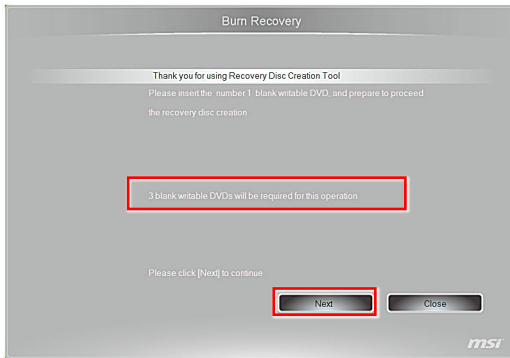 Burn Recovery
Thank you for using Recovery Disc Creation Tool
Please insert the number 1 blank writable DVD, and prepare to proceed
the recovery disc creation
3 blank writable DVDs will be required for this operation
Please click [Next] to continue
Next Close
msi